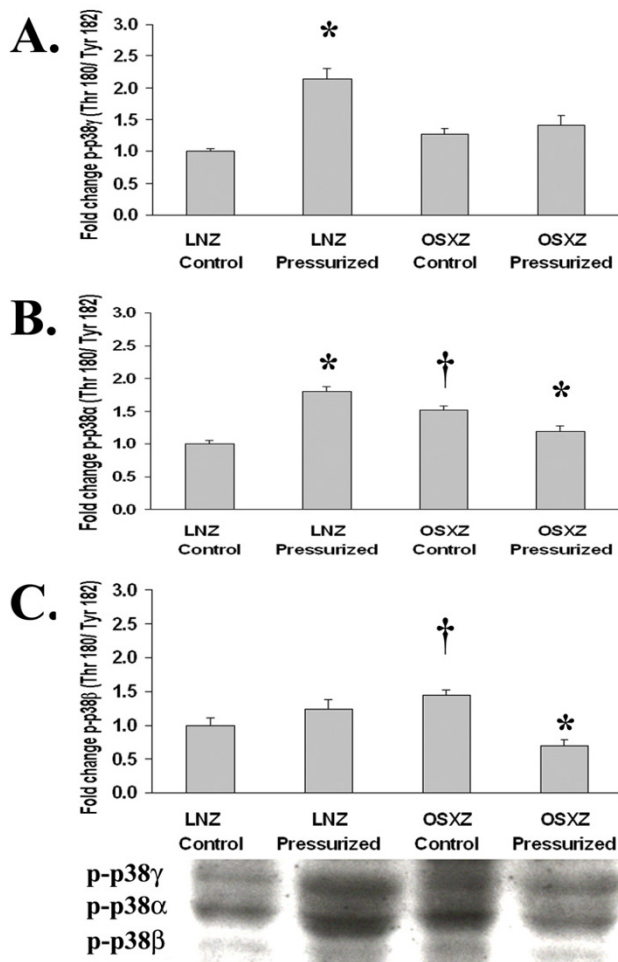 A.
Fold change p-p38γ (Thr 180/ Tyr 182)
3.0
2.5
2.0
1.5
1.0
0.5
0.0
*
LNZ Control
LNZ Pressurized
OSXZ Control
OSXZ Pressurized
B.
Fold change p-p38α (Thr 180/ Tyr 182)
3.0
2.5
2.0
1.5
1.0
0.5
0.0
* † *
LNZ Control
LNZ Pressurized
OSXZ Control
OSXZ Pressurized
C.
Fold change p-p38β (Thr 180/ Tyr 182)
3.0
2.5
2.0
1.5
1.0
0.5
0.0
† *
LNZ Control
LNZ Pressurized
OSXZ Control
OSXZ Pressurized
p-p38γ
p-p38α
p-p38β